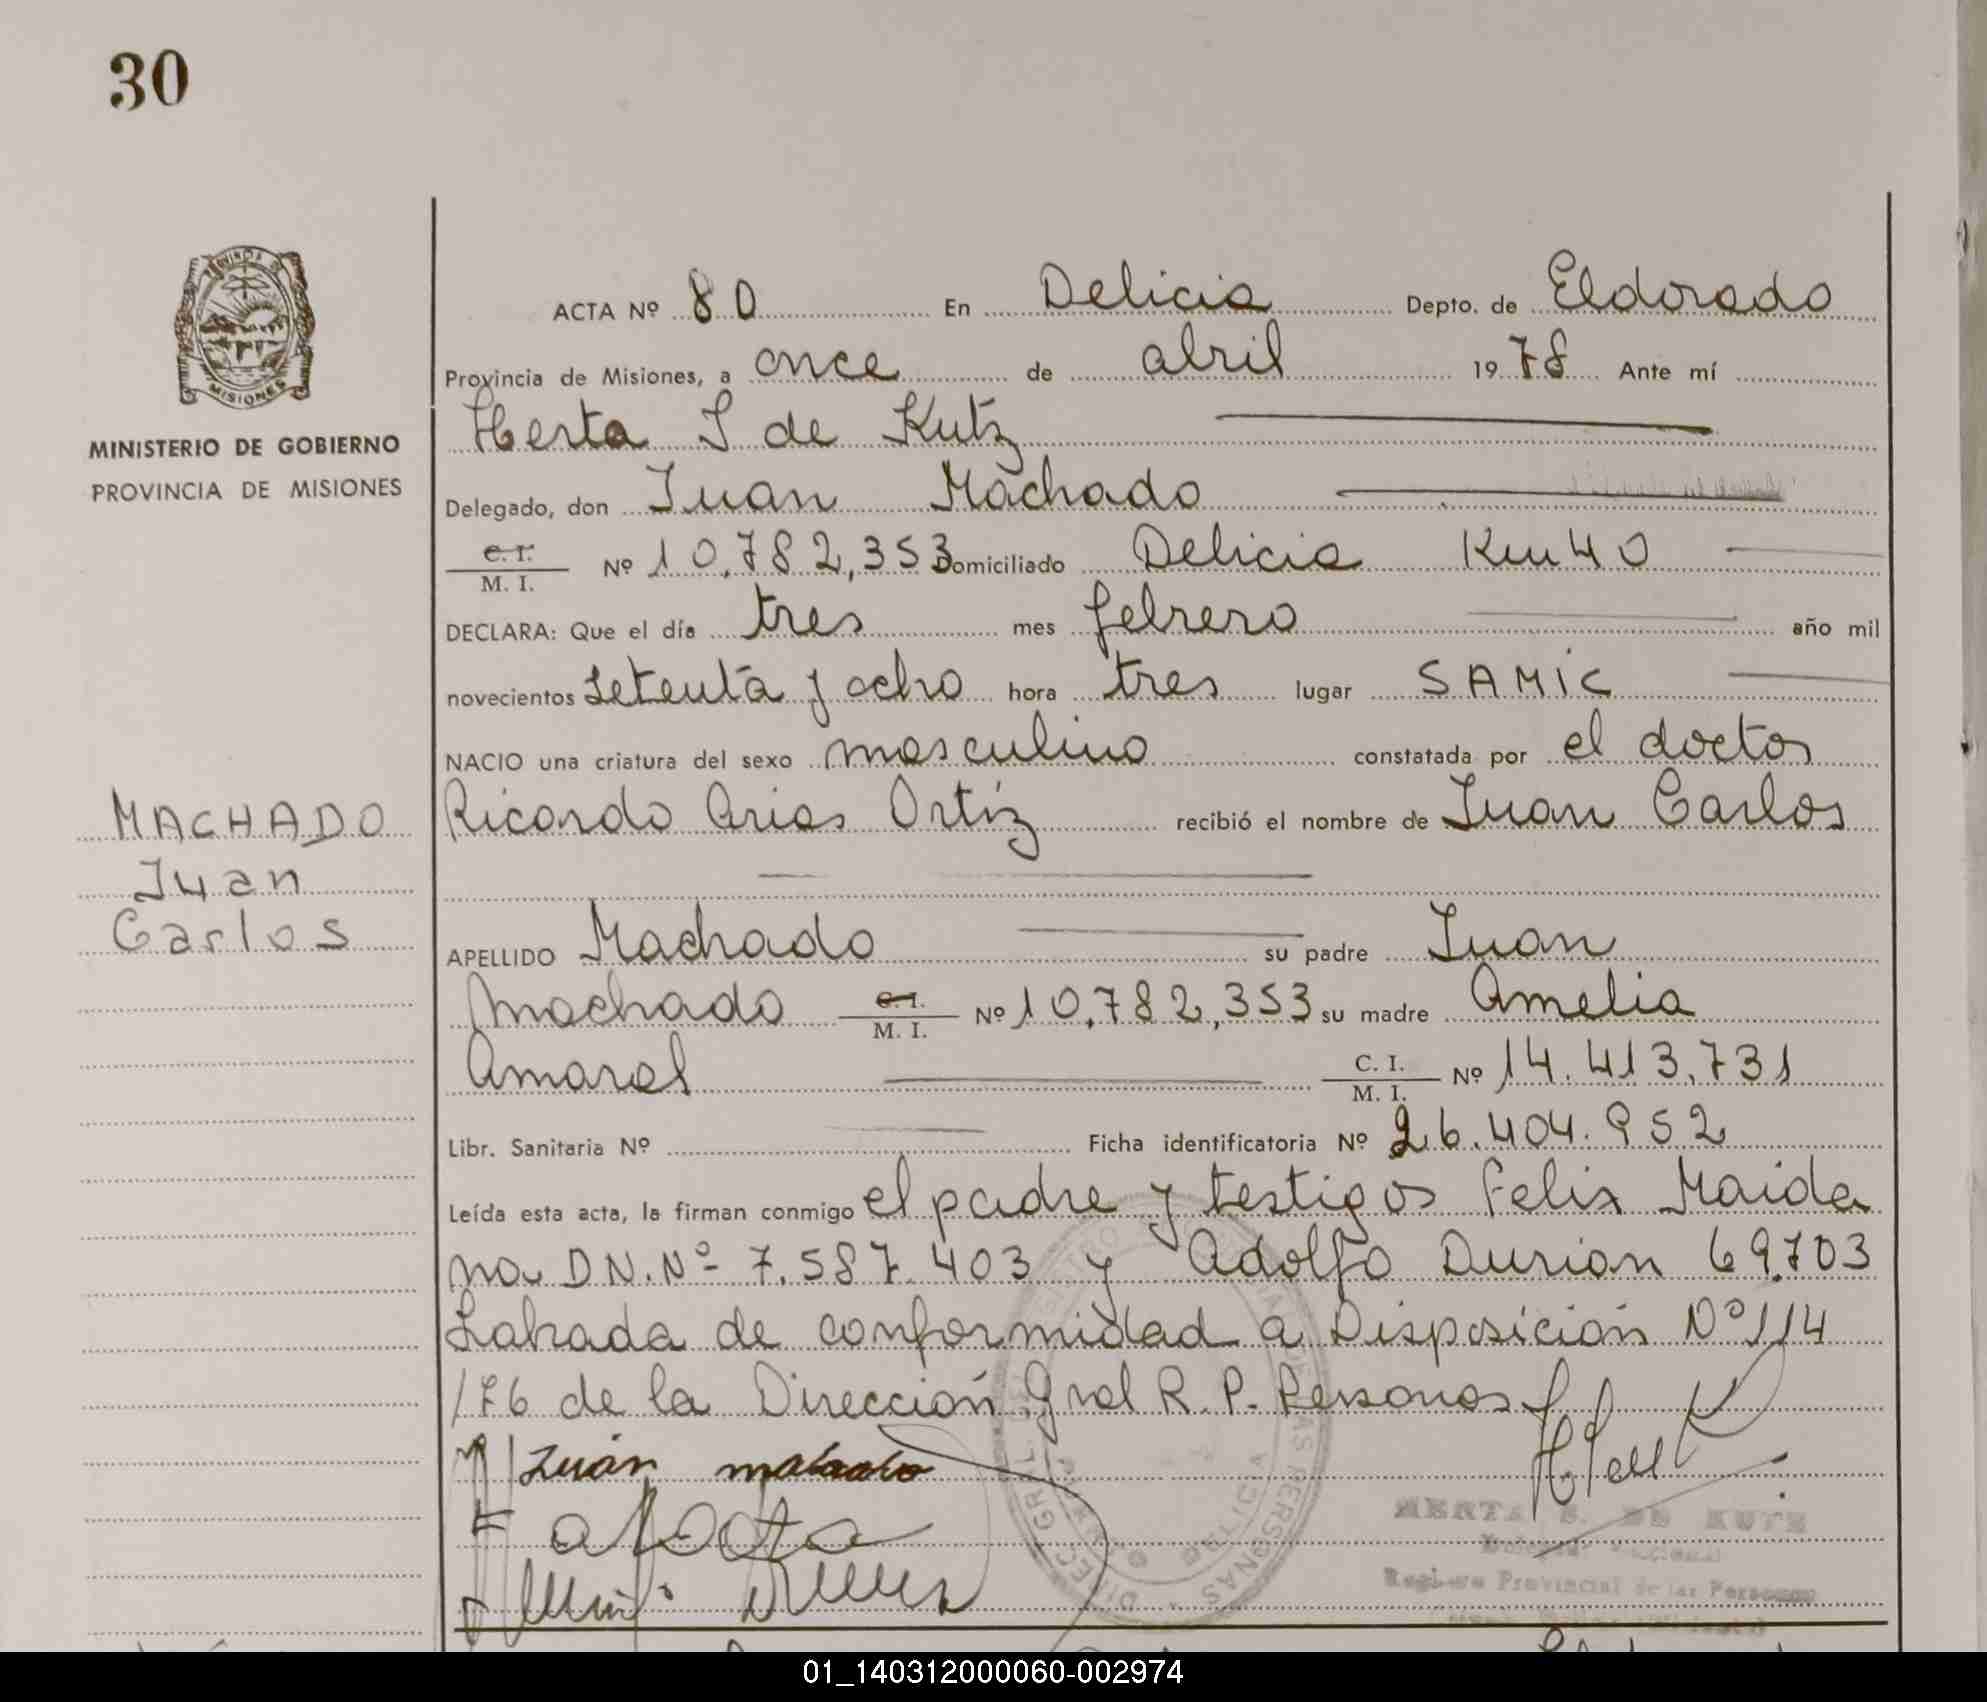 30
MINISTERIO DE GOBIERNO
PROVINCIA DE MISIONES
MACHADO
Juan
Carlos
ACTA Nº 80 En Delicia Depto. de Eldorado
Provincia de Misiones, a once de abril 1978 Ante mí
Herta S de Kutz
Delegado, don Juan Machado
C. I. / M. I. Nº 10.782,353 Domiciliado Delicia Km 40
DECLARA: Que el día tres mes febrero año mil
novecientos setenta y ocho hora tres lugar SAMIC
NACIO una criatura del sexo masculino constatada por el doctor
Ricardo Arias Ortíz recibió el nombre de Juan Carlos
APELLIDO Machado su padre Juan
Machado C. I. / M. I. Nº 10.782,353 su madre Amelia
Amaral C. I. / M. I. Nº 14.413.731
Libr. Sanitaria Nº Ficha identificatoria Nº 26.404.952
Leída esta acta, la firman conmigo el padre y testigos Felix Maida
na DN.Nº 7.587.403 y Adolfo Durian 69.703
Labrada de conformidad a Disposición Nº 114
/76 de la Dirección Gral R. P. Personas
Juan
HERTA S. DE KUTZ
Registro Provincial de las Personas
01_140312000060-002974